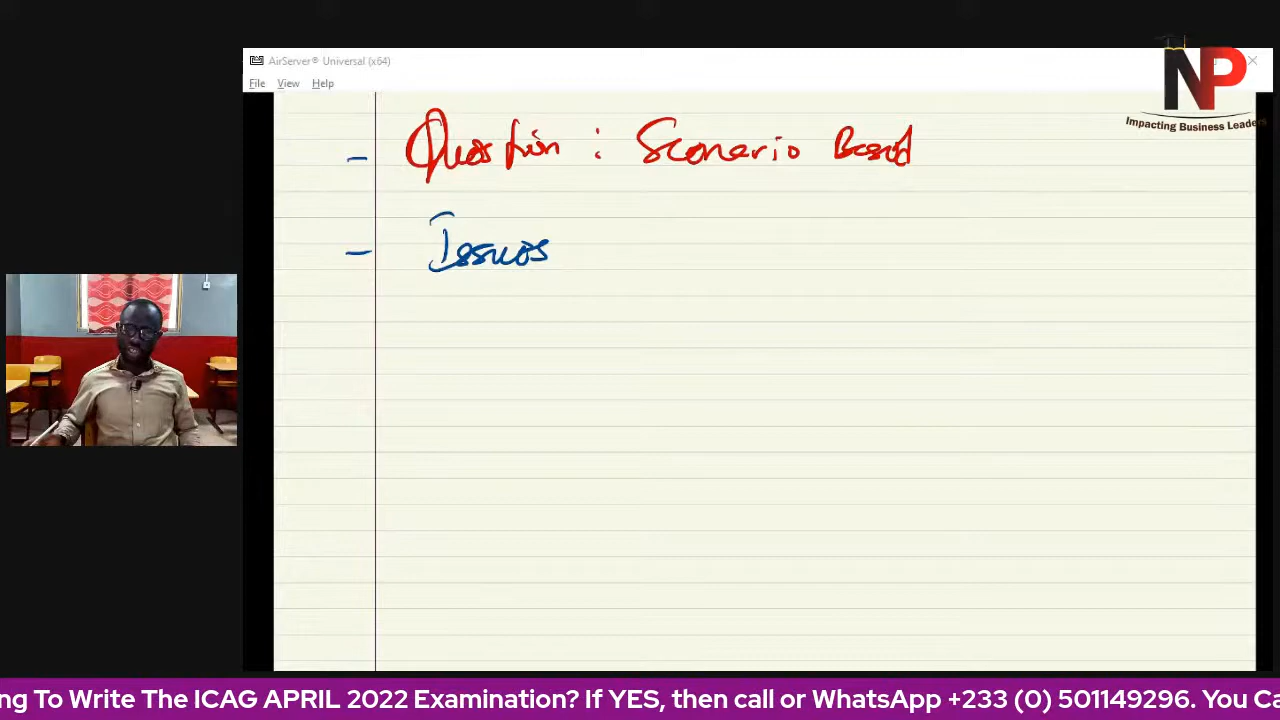 AirServer® Universal (x64)
File View Help
NP
Impacting Business Leaders
- Question : Scenario Based
- Issues
ng To Write The ICAG APRIL 2022 Examination? If YES, then call or WhatsApp +233 (0) 501149296. You Ca